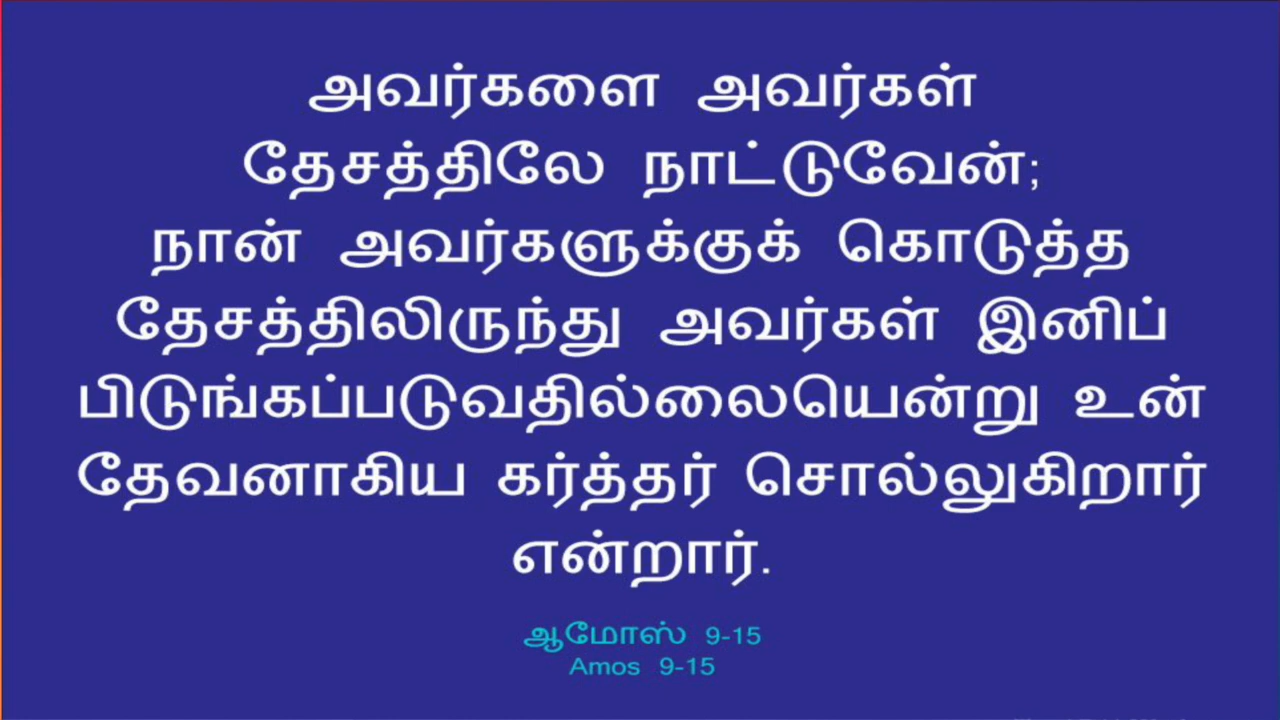 அவர்களை அவர்கள்
தேசத்திலே நாட்டுவேன்;
நான் அவர்களுக்குக் கொடுத்த
தேசத்திலிருந்து அவர்கள் இனிப்
பிடுங்கப்படுவதில்லையென்று உன்
தேவனாகிய கர்த்தர் சொல்லுகிறார்
என்றார்.
ஆமோஸ் 9-15
Amos 9-15